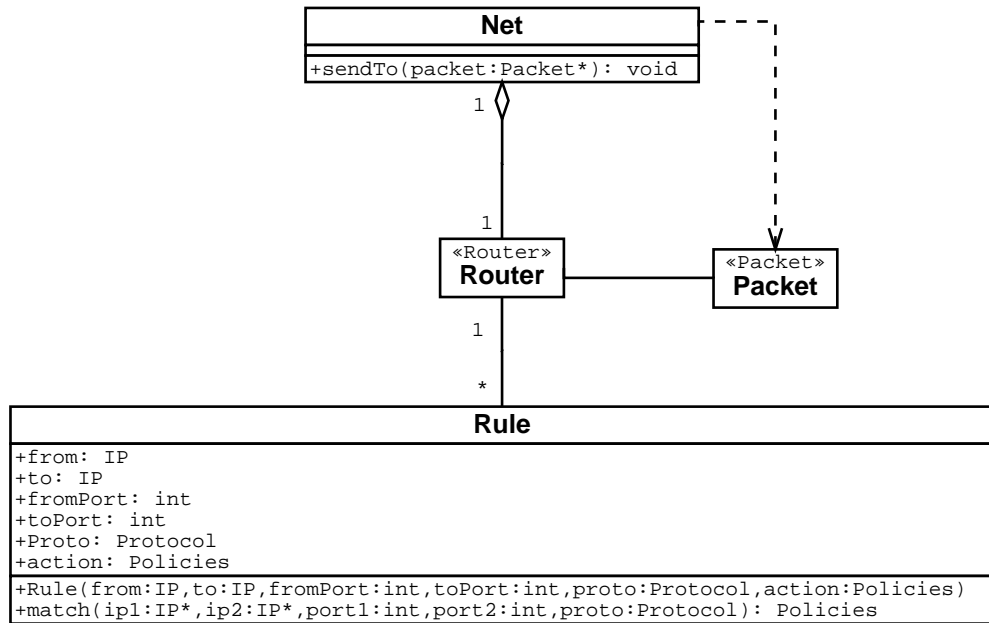 Net
+sendTo(packet:Packet*): void
1
1
«Router»
Router
«Packet»
Packet
1
*
Rule
+from: IP
+to: IP
+fromPort: int
+toPort: int
+Proto: Protocol
+action: Policies
+Rule(from:IP,to:IP,fromPort:int,toPort:int,proto:Protocol,action:Policies)
+match(ip1:IP*,ip2:IP*,port1:int,port2:int,proto:Protocol): Policies